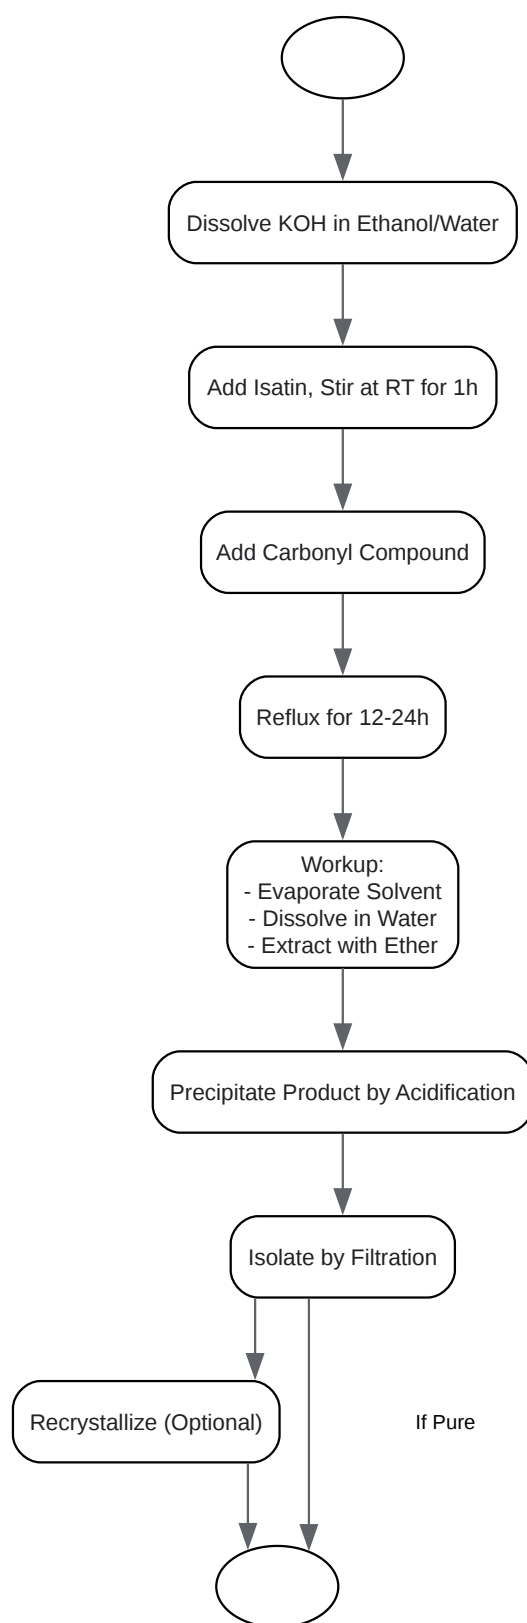 Dissolve KOH in Ethanol/Water
Add Isatin, Stir at RT for 1h
Add Carbonyl Compound
Reflux for 12-24h
Workup:
- Evaporate Solvent
- Dissolve in Water
- Extract with Ether
Precipitate Product by Acidification
Isolate by Filtration
Recrystallize (Optional)
If Pure